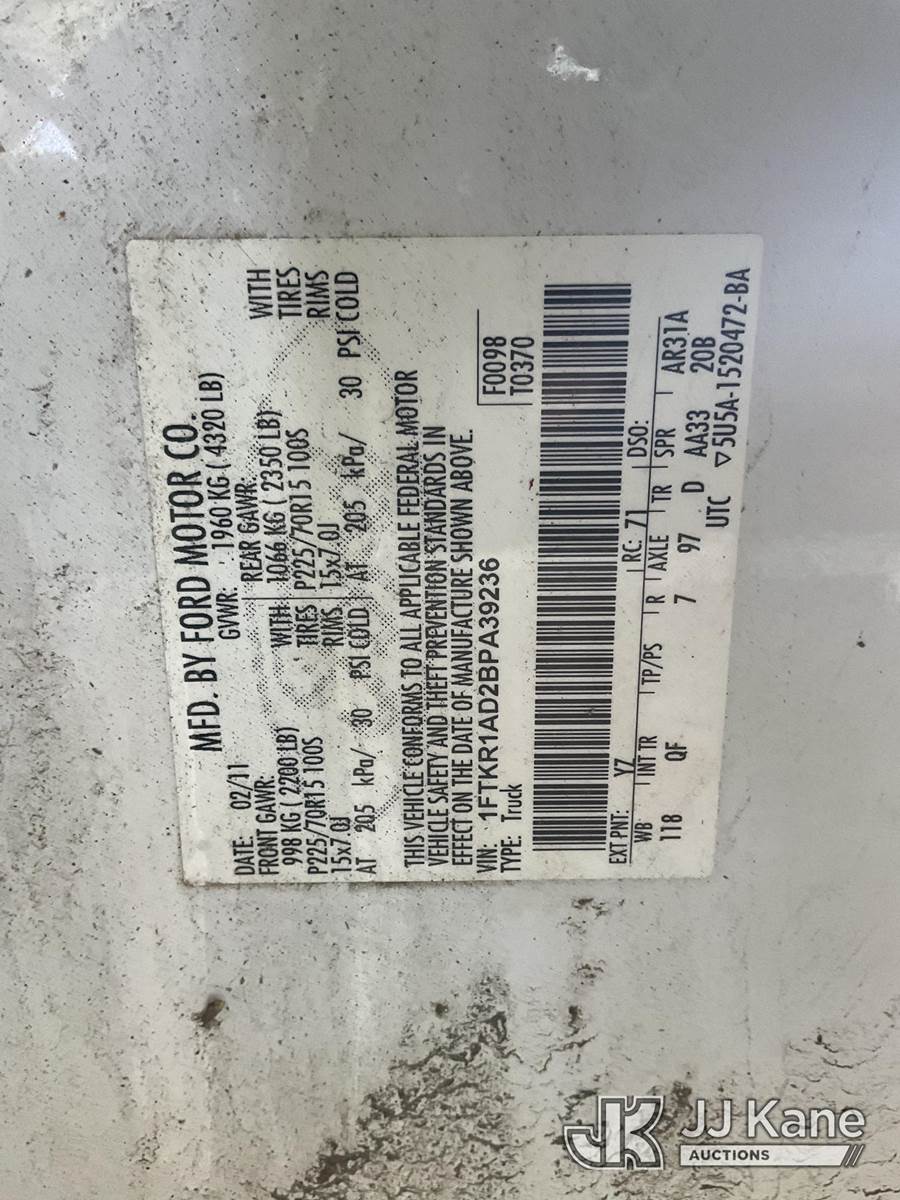 MFD. BY FORD MOTOR CO.
DATE: 02/11 GVWR: 1960 KG ( 4320 LB)
FRONT GAWR: REAR GAWR:
998 KG ( 2200 LB) WITH 1066 KG ( 2350 LB) WITH
P225/70R15 100S TIRES P225/70R15 100S TIRES
15x7.0J RIMS 15x7.0J RIMS
AT 205 kPa/ 30 PSI COLD AT 205 kPa/ 30 PSI COLD
THIS VEHICLE CONFORMS TO ALL APPLICABLE FEDERAL MOTOR
VEHICLE SAFETY AND THEFT PREVENTION STANDARDS IN
EFFECT ON THE DATE OF MANUFACTURE SHOWN ABOVE.
VIN: 1FTKR1AD2BPA39236 F0098
TYPE: Truck T0370
EXT PNT: YZ RC: 71 DSO:
WB INT TR TP/PS R AXLE TR SPR AR31A
118 QF 7 97 D AA33 20B
UTC ▽5U5A-1520472-BA
JK JJ Kane
AUCTIONS